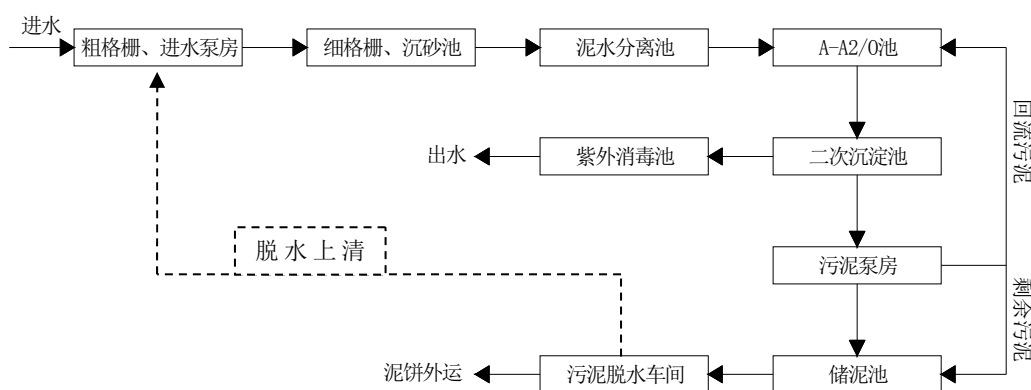 进水
粗格栅、进水泵房
细格栅、沉砂池
泥水分离池
A-A2/O池
回流污泥
出水
紫外消毒池
二次沉淀池
脱水上清
污泥泵房
剩余污泥
泥饼外运
污泥脱水车间
储泥池